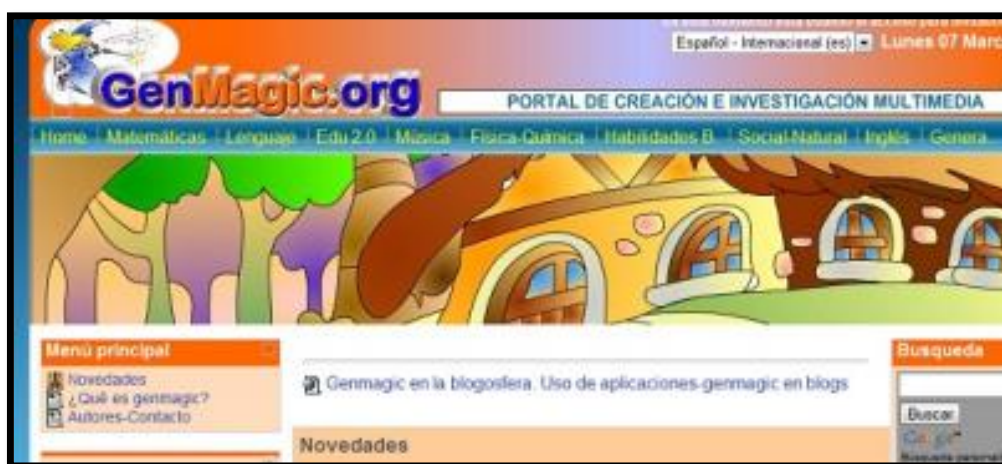 Español - Internacional (es) Lunes 07 Marc
GenMagic.org
PORTAL DE CREACIÓN E INVESTIGACIÓN MULTIMEDIA
Home Matemáticas Lenguaje Edu 2.0 Música Física-Química Habilidades B. Social-Natural Inglés Genera
Menú principal
Novedades
¿Qué es genmagic?
Autores-Contacto
Genmagic en la blogosfera. Uso de aplicaciones genmagic en blogs
Novedades
Busqueda
Buscar
Google